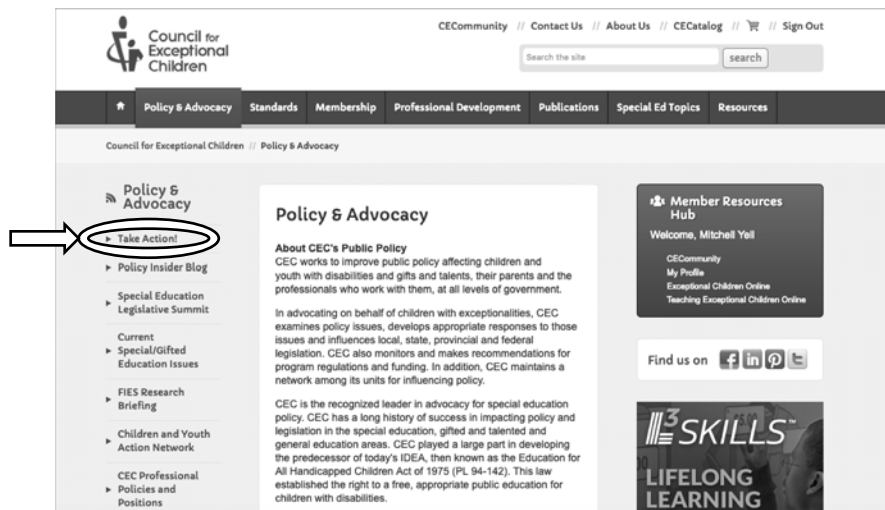 Council for
Exceptional
Children
CECommunity // Contact Us // About Us // CECatalog // // Sign Out
Search the site
search
Policy & Advocacy Standards Membership Professional Development Publications Special Ed Topics Resources
Council for Exceptional Children // Policy & Advocacy
Policy &
Advocacy
Take Action!
Policy Insider Blog
Special Education
Legislative Summit
Current
Special/Gifted
Education Issues
FIES Research
Briefing
Children and Youth
Action Network
CEC Professional
Policies and
Positions
Policy & Advocacy
About CEC's Public Policy
CEC works to improve public policy affecting children and
youth with disabilities and gifts and talents, their parents and the
professionals who work with them, at all levels of government.
In advocating on behalf of children with exceptionalities, CEC
examines policy issues, develops appropriate responses to those
issues and influences local, state, provincial and federal
legislation. CEC also monitors and makes recommendations for
program regulations and funding. In addition, CEC maintains a
network among its units for influencing policy.
CEC is the recognized leader in advocacy for special education
policy. CEC has a long history of success in impacting policy and
legislation in the special education, gifted and talented and
general education areas. CEC played a large part in developing
the predecessor of today's IDEA, then known as the Education for
All Handicapped Children Act of 1975 (PL 94-142). This law
established the right to a free, appropriate public education for
children with disabilities.
Member Resources
Hub
Welcome, Mitchell Yell
CECommunity
My Profile
Exceptional Children Online
Teaching Exceptional Children Online
Find us on
L3SKILLS™
LIFELONG
LEARNING